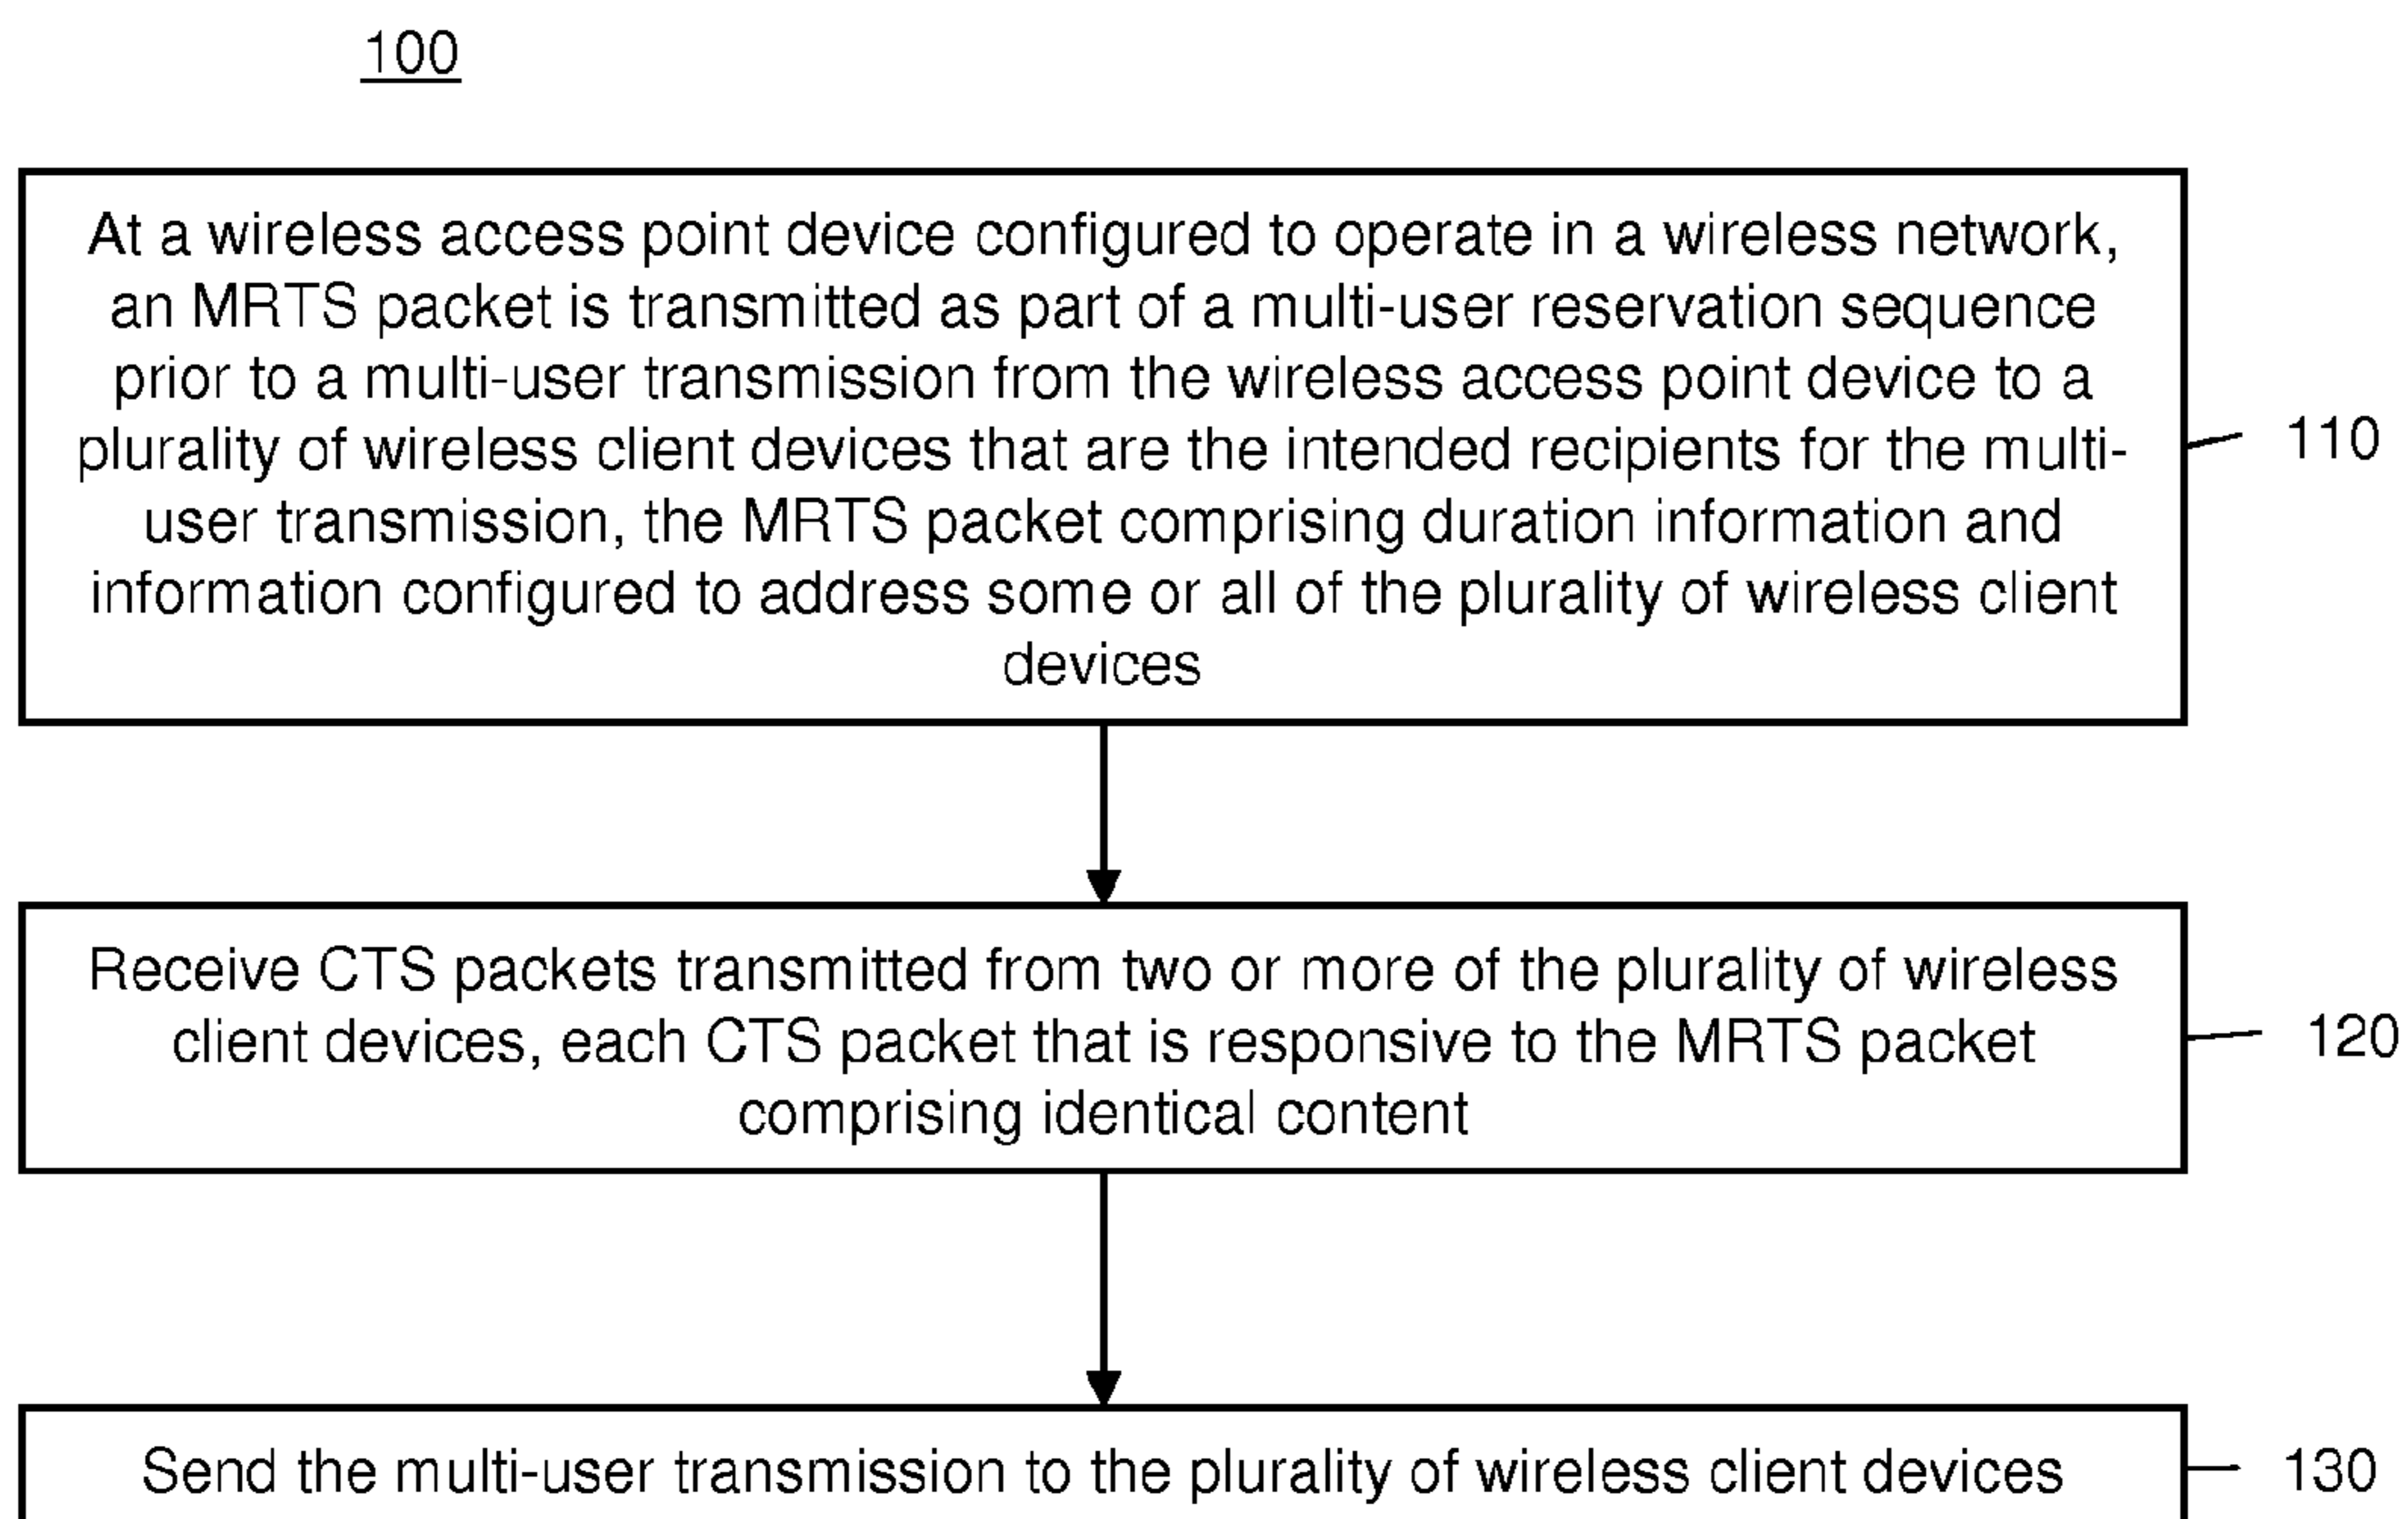 100
At a wireless access point device configured to operate in a wireless network,
an MRTS packet is transmitted as part of a multi-user reservation sequence
prior to a multi-user transmission from the wireless access point device to a
plurality of wireless client devices that are the intended recipients for the multi-
user transmission, the MRTS packet comprising duration information and
information configured to address some or all of the plurality of wireless client
devices
110
Receive CTS packets transmitted from two or more of the plurality of wireless
client devices, each CTS packet that is responsive to the MRTS packet
comprising identical content
120
Send the multi-user transmission to the plurality of wireless client devices
130